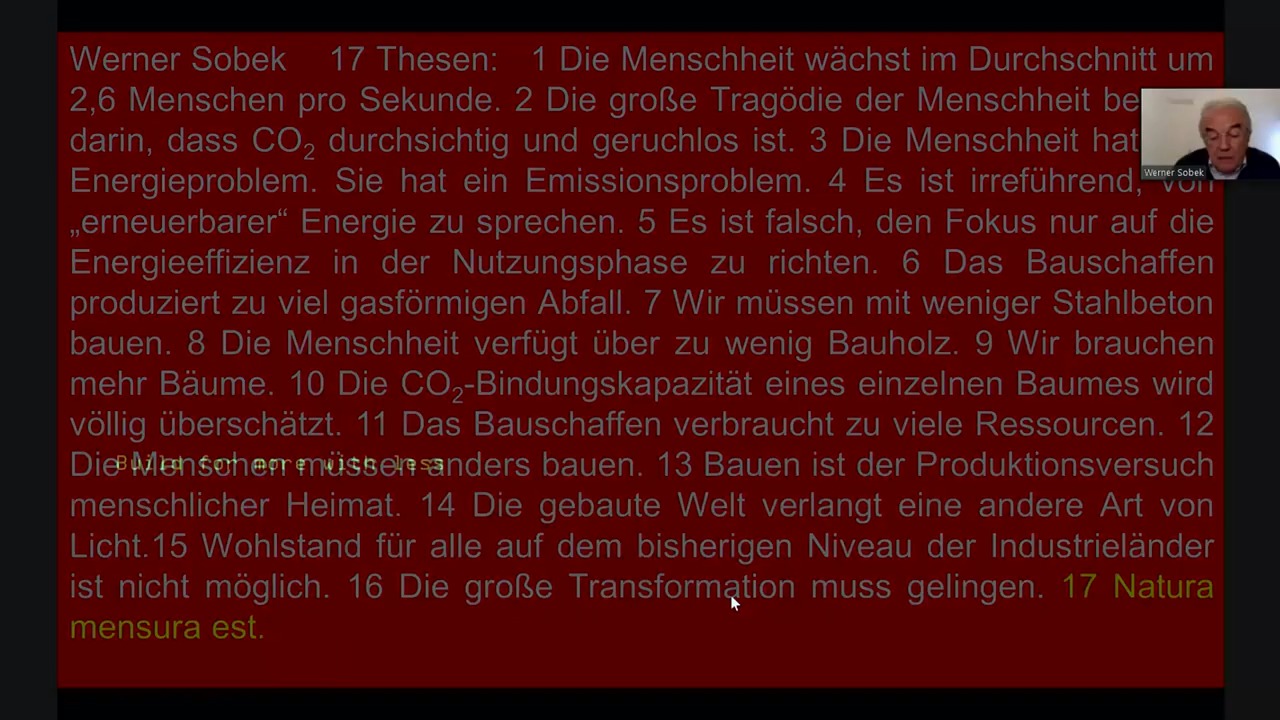 Werner Sobek 17 Thesen: 1 Die Menschheit wächst im Durchschnitt um
2,6 Menschen pro Sekunde. 2 Die große Tragödie der Menschheit be
darin, dass CO₂ durchsichtig und geruchlos ist. 3 Die Menschheit hat
Energieproblem. Sie hat ein Emissionsproblem. 4 Es ist irreführend, von
„erneuerbarer“ Energie zu sprechen. 5 Es ist falsch, den Fokus nur auf die
Energieeffizienz in der Nutzungsphase zu richten. 6 Das Bauschaffen
produziert zu viel gasförmigen Abfall. 7 Wir müssen mit weniger Stahlbeton
bauen. 8 Die Menschheit verfügt über zu wenig Bauholz. 9 Wir brauchen
mehr Bäume. 10 Die CO₂-Bindungskapazität eines einzelnen Baumes wird
völlig überschätzt. 11 Das Bauschaffen verbraucht zu viele Ressourcen. 12
Die Menschen müssen anders bauen. 13 Bauen ist der Produktionsversuch
Build for more with less
menschlicher Heimat. 14 Die gebaute Welt verlangt eine andere Art von
Licht.15 Wohlstand für alle auf dem bisherigen Niveau der Industrieländer
ist nicht möglich. 16 Die große Transformation muss gelingen. 17 Natura
mensura est.
Werner Sobek